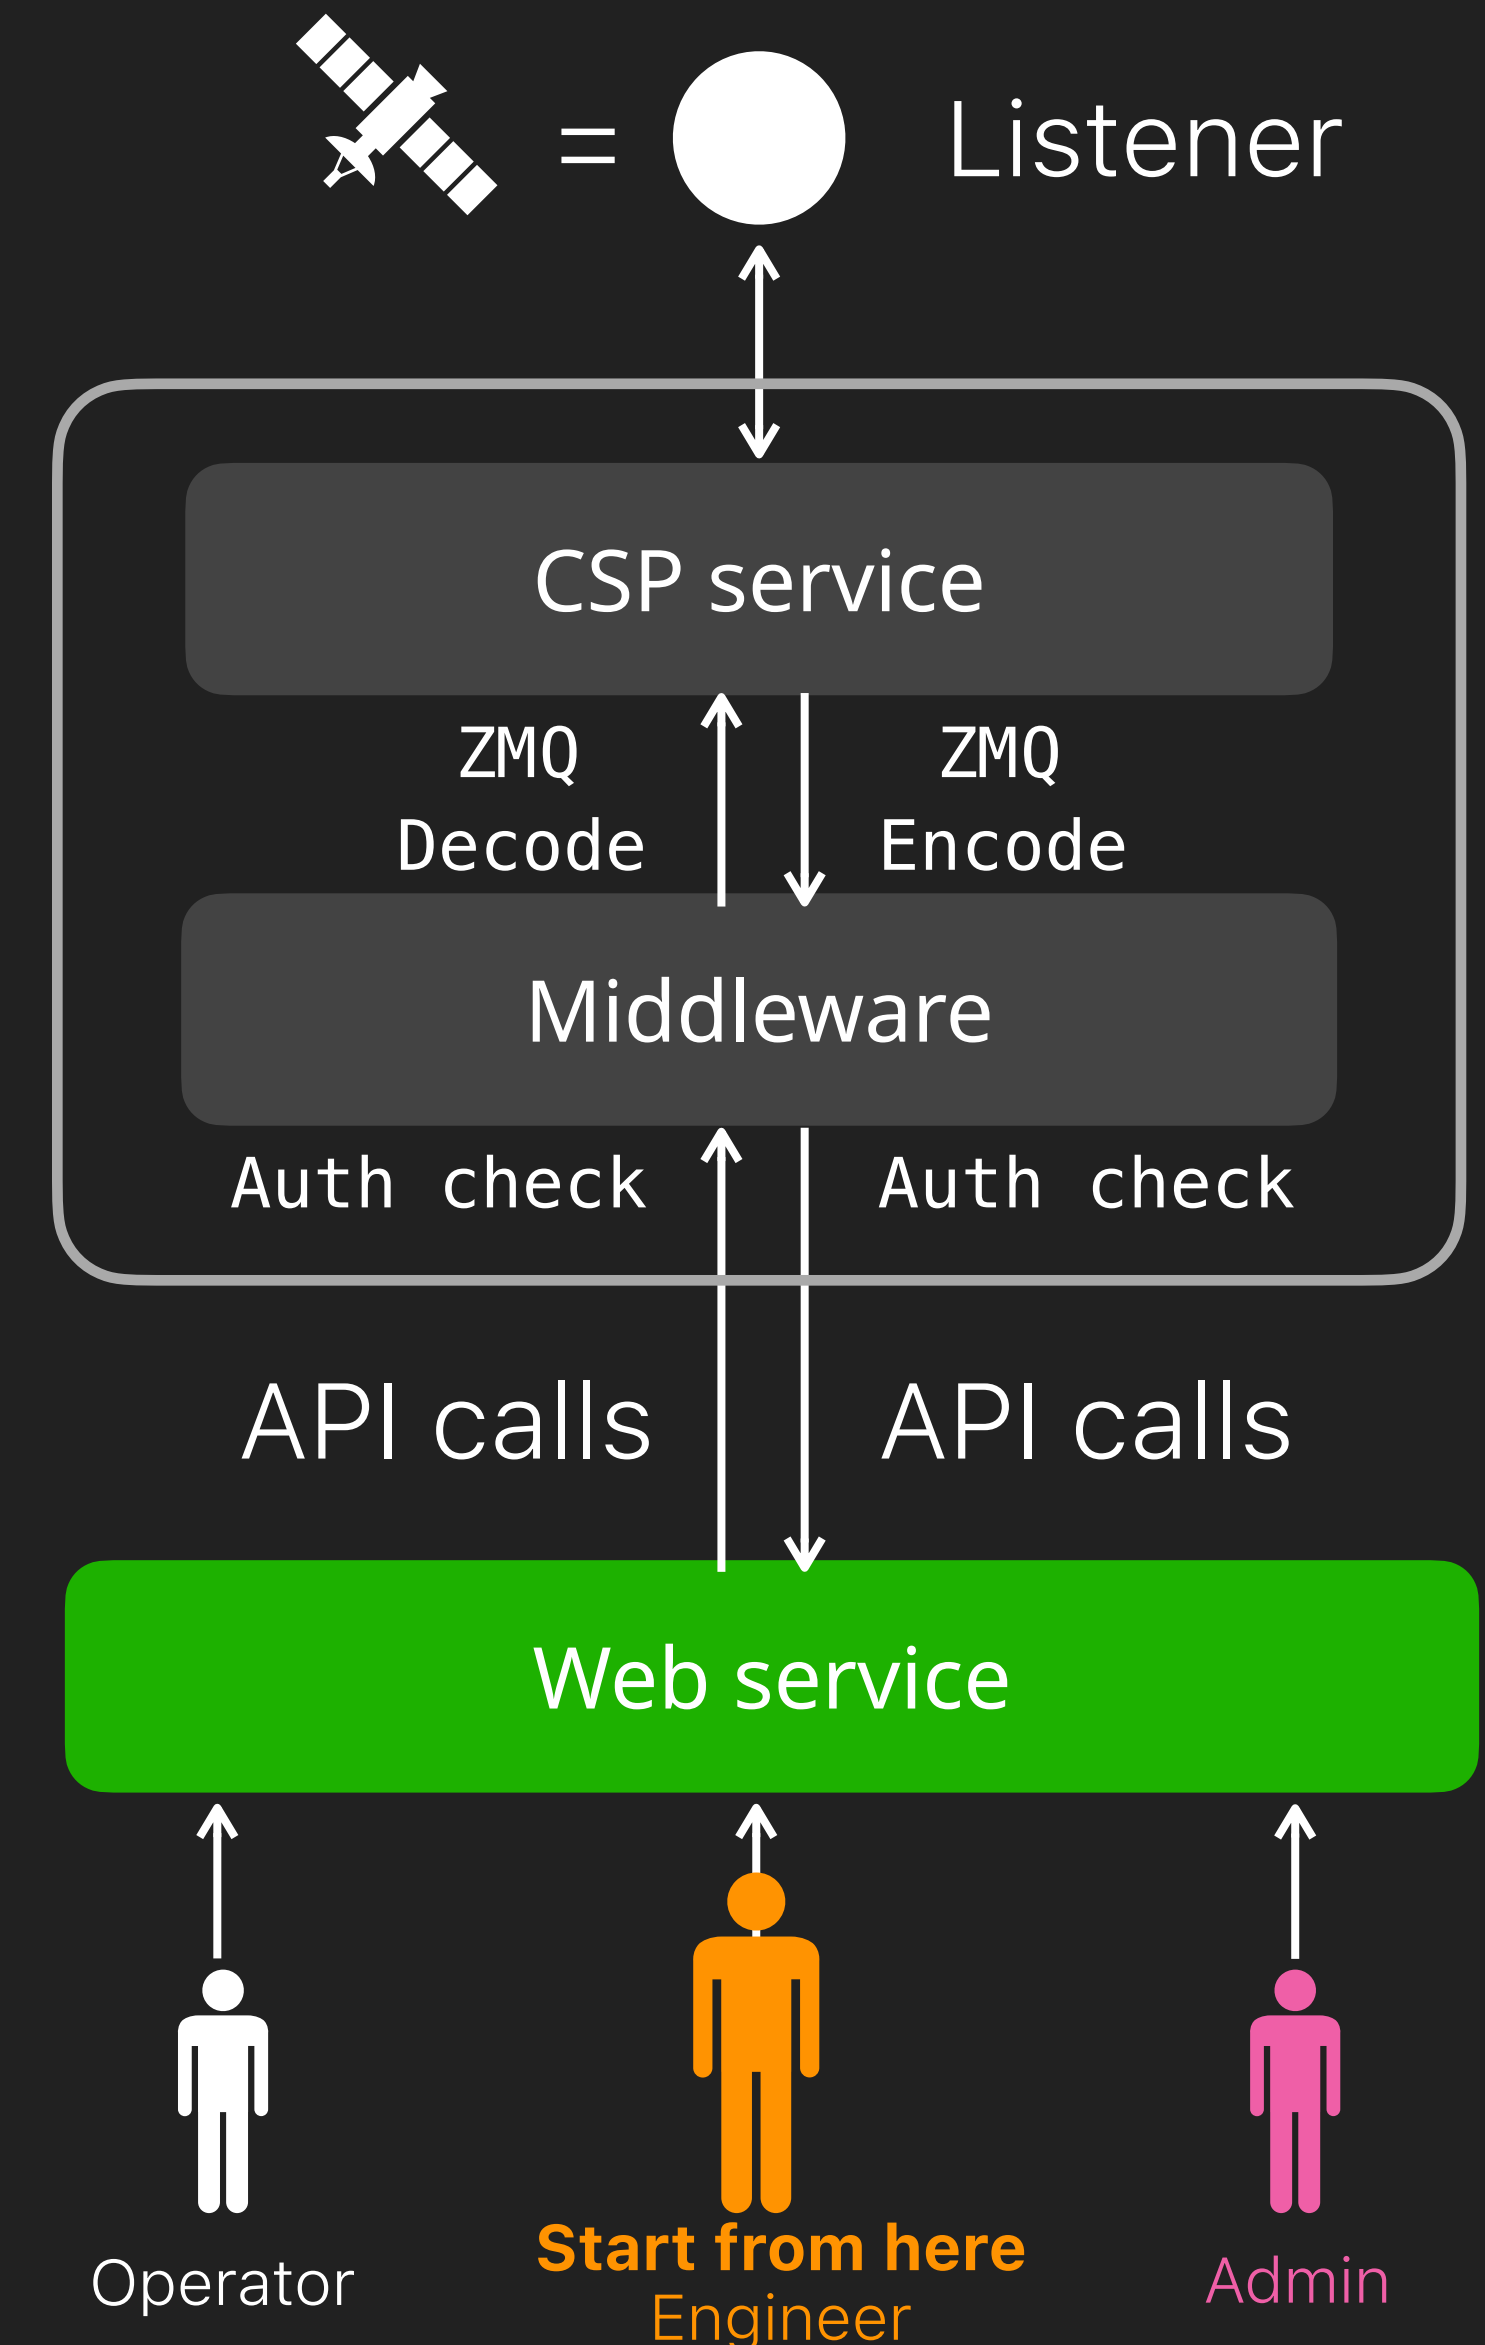 = Listener
CSP service
ZMQ ZMQ
Decode Encode
Middleware
Auth check Auth check
API calls API calls
Web service
Start from here
Operator Admin
Engineer